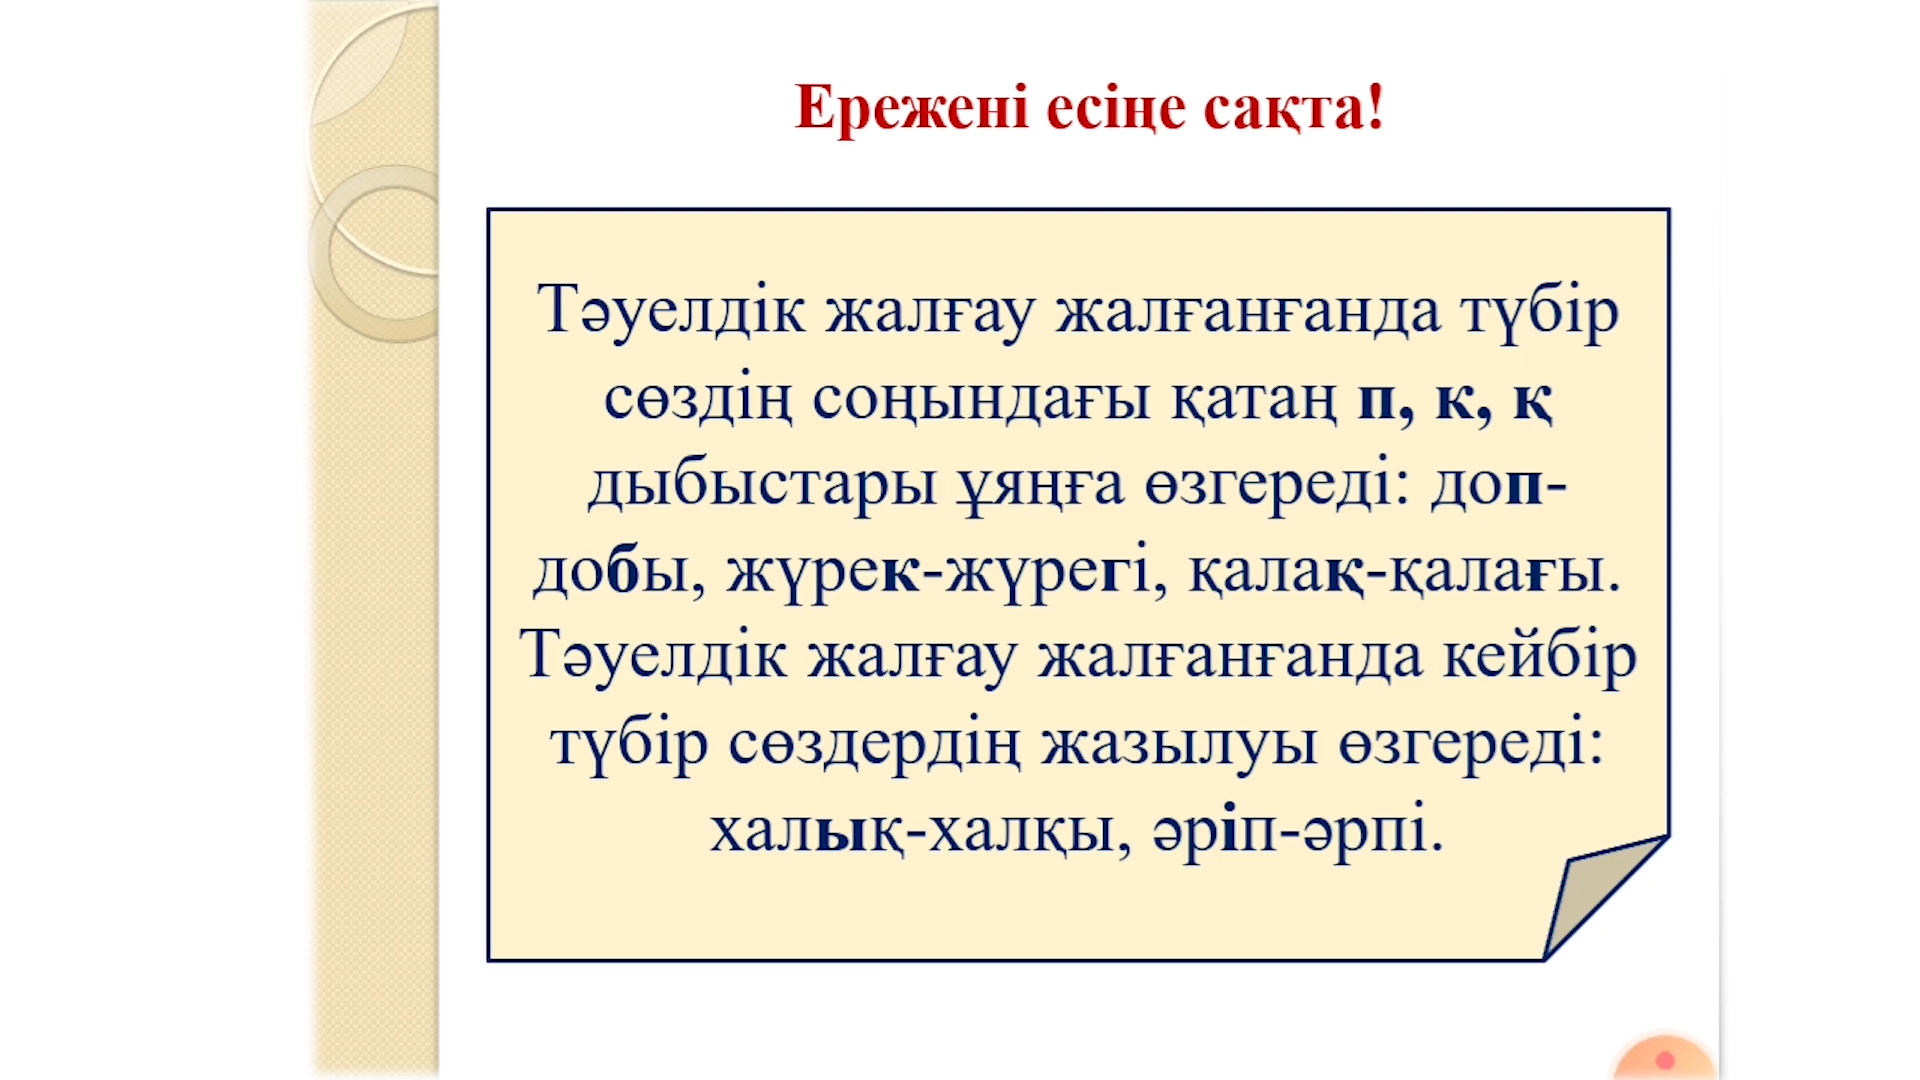 Ережені есіңе сақта!
Тәуелдік жалғау жалғанғанда түбір
сөздің соңындағы қатаң п, к, қ
дыбыстары ұяңға өзгереді: доп-
добы, жүрек-жүрегі, қалақ-қалағы.
Тәуелдік жалғау жалғанғанда кейбір
түбір сөздердің жазылуы өзгереді:
халық-халқы, әріп-әрпі.